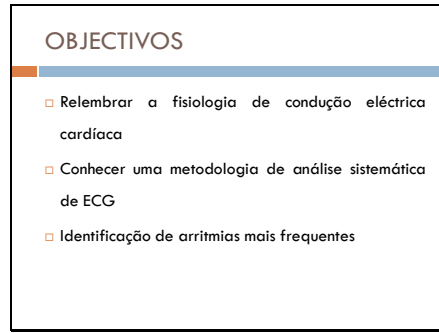 OBJECTIVOS
Relembrar a fisiologia de condução eléctrica
cardíaca
Conhecer uma metodologia de análise sistemática
de ECG
Identificação de arritmias mais frequentes